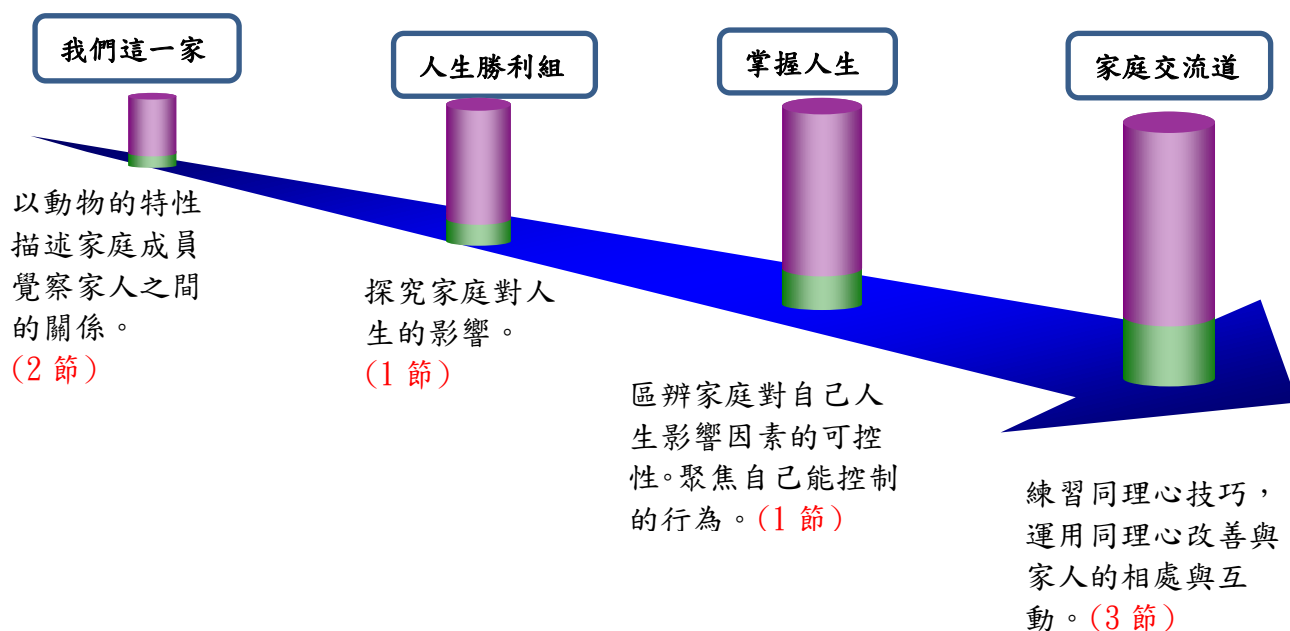 我們這一家
人生勝利組
掌握人生
家庭交流道
以動物的特性
描述家庭成員
覺察家人之間
的關係。
(2 節)
探究家庭對人
生的影響。
(1 節)
區辨家庭對自己人
生影響因素的可控
性。聚焦自己能控制
的行為。(1 節)
練習同理心技巧，
運用同理心改善與
家人的相處與互
動。(3 節)